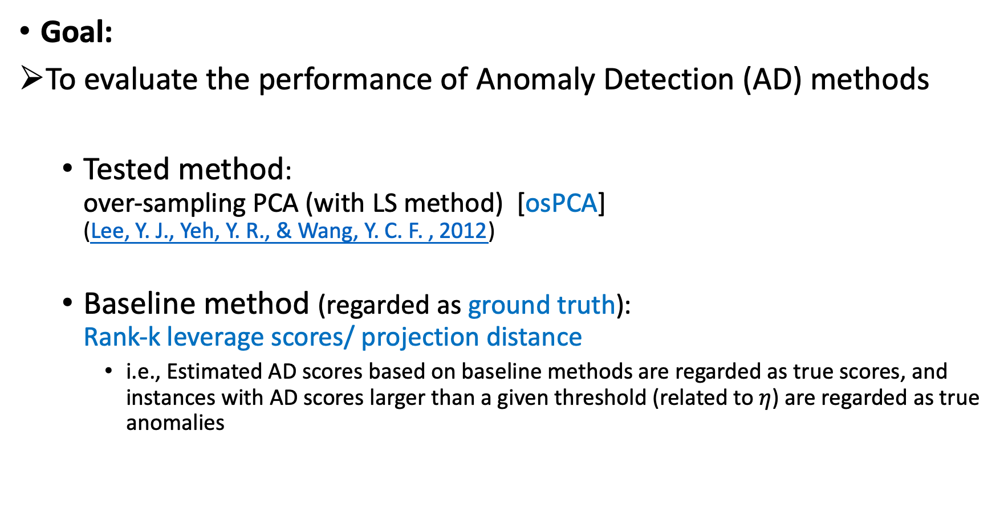 • Goal:
➢To evaluate the performance of Anomaly Detection (AD) methods
• Tested method:
over-sampling PCA (with LS method) [osPCA]
(Lee, Y. J., Yeh, Y. R., & Wang, Y. C. F. , 2012)
• Baseline method (regarded as ground truth):
Rank-k leverage scores/ projection distance
• i.e., Estimated AD scores based on baseline methods are regarded as true scores, and
instances with AD scores larger than a given threshold (related to η) are regarded as true
anomalies